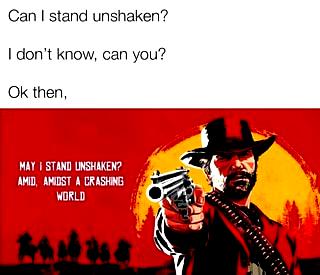 Can I stand unshaken?
I don't know, can you?
Ok then,
MAY I STAND UNSHAKEN?
AMID, AMIDST A CRASHING
WORLD